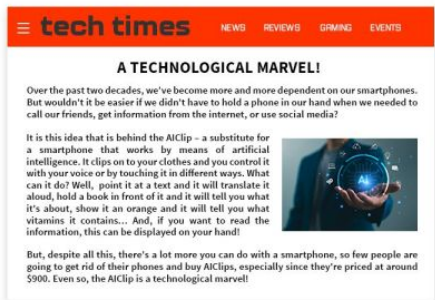 tech times
NEWS REVIEWS GAMING EVENTS
A TECHNOLOGICAL MARVEL!
Over the past two decades, we've become more and more dependent on our smartphones.
But wouldn't it be easier if we didn't have to hold a phone in our hand when we needed to
call our friends, get information from the internet, or use social media?
It is this idea that is behind the AIClip – a substitute for
a smartphone that works by means of artificial
intelligence. It clips on to your clothes and you control it
with your voice or by touching it in different ways. What
can it do? Well, point it at a text and it will translate it
aloud, hold a book in front of it and it will tell you what
it's about, show it an orange and it will tell you what
vitamins it contains... And, if you want to read the
information, this can be displayed on your hand!
But, despite all this, there's a lot more you can do with a smartphone, so few people are
going to get rid of their phones and buy AIClips, especially since they're priced at around
$900. Even so, the AIClip is a technological marvel!